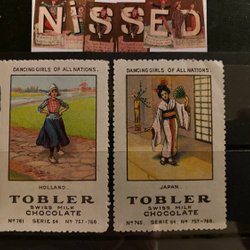 NISSED
DANCING GIRLS OF ALL NATIONS.
HOLLAND.
TOBLER
SWISS MILK
CHOCOLATE
No 761 SERIE 64 No 757-768.
DANCING GIRLS OF ALL NATIONS.
JAPAN.
TOBLER
SWISS MILK
CHOCOLATE
No 765. SERIE 64 No 757-768.